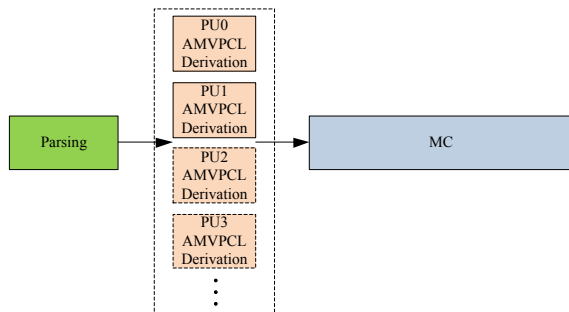 PU0
AMVPCL
Derivation
PU1
AMVPCL
Derivation
Parsing
MC
PU2
AMVPCL
Derivation
PU3
AMVPCL
Derivation